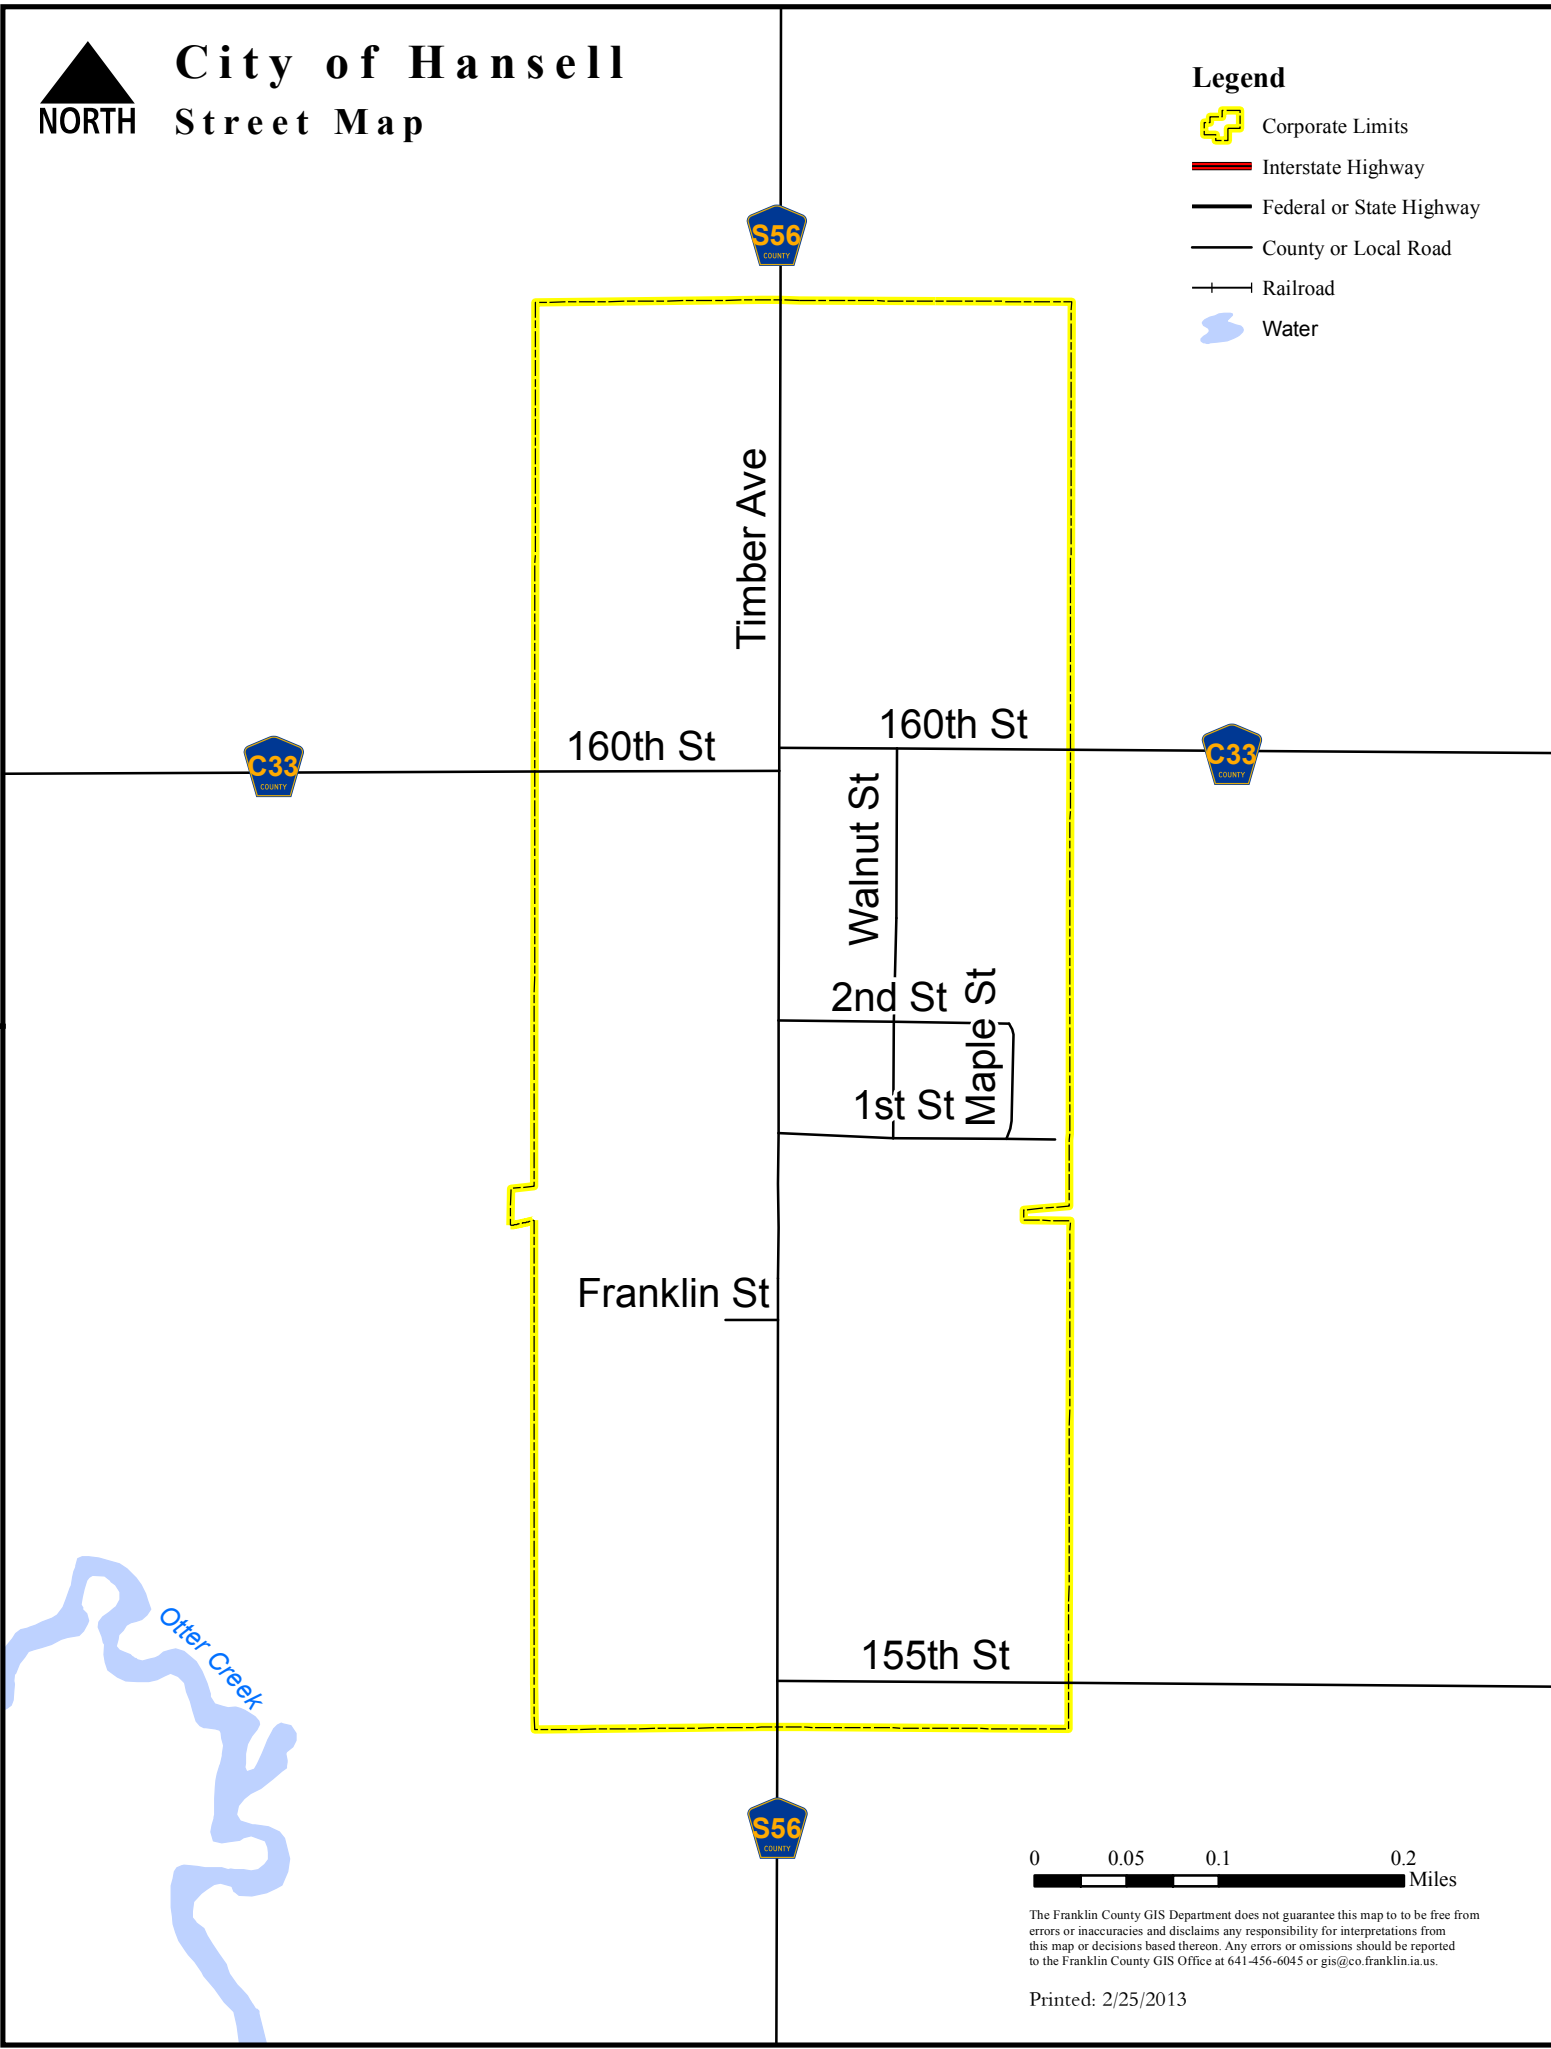 City of Hansell
Street Map
NORTH
Legend
Corporate Limits
Interstate Highway
Federal or State Highway
County or Local Road
Railroad
Water
S56
COUNTY
Timber Ave
160th St
160th St
C33
COUNTY
C33
COUNTY
Walnut St
2nd St
Maple St
1st St
Franklin St
Otter Creek
155th St
S56
COUNTY
0 0.05 0.1 0.2
Miles
The Franklin County GIS Department does not guarantee this map to to be free from
errors or inaccuracies and disclaims any responsibility for interpretations from
this map or decisions based thereon. Any errors or omissions should be reported
to the Franklin County GIS Office at 641-456-6045 or gis@co.franklin.ia.us.
Printed: 2/25/2013